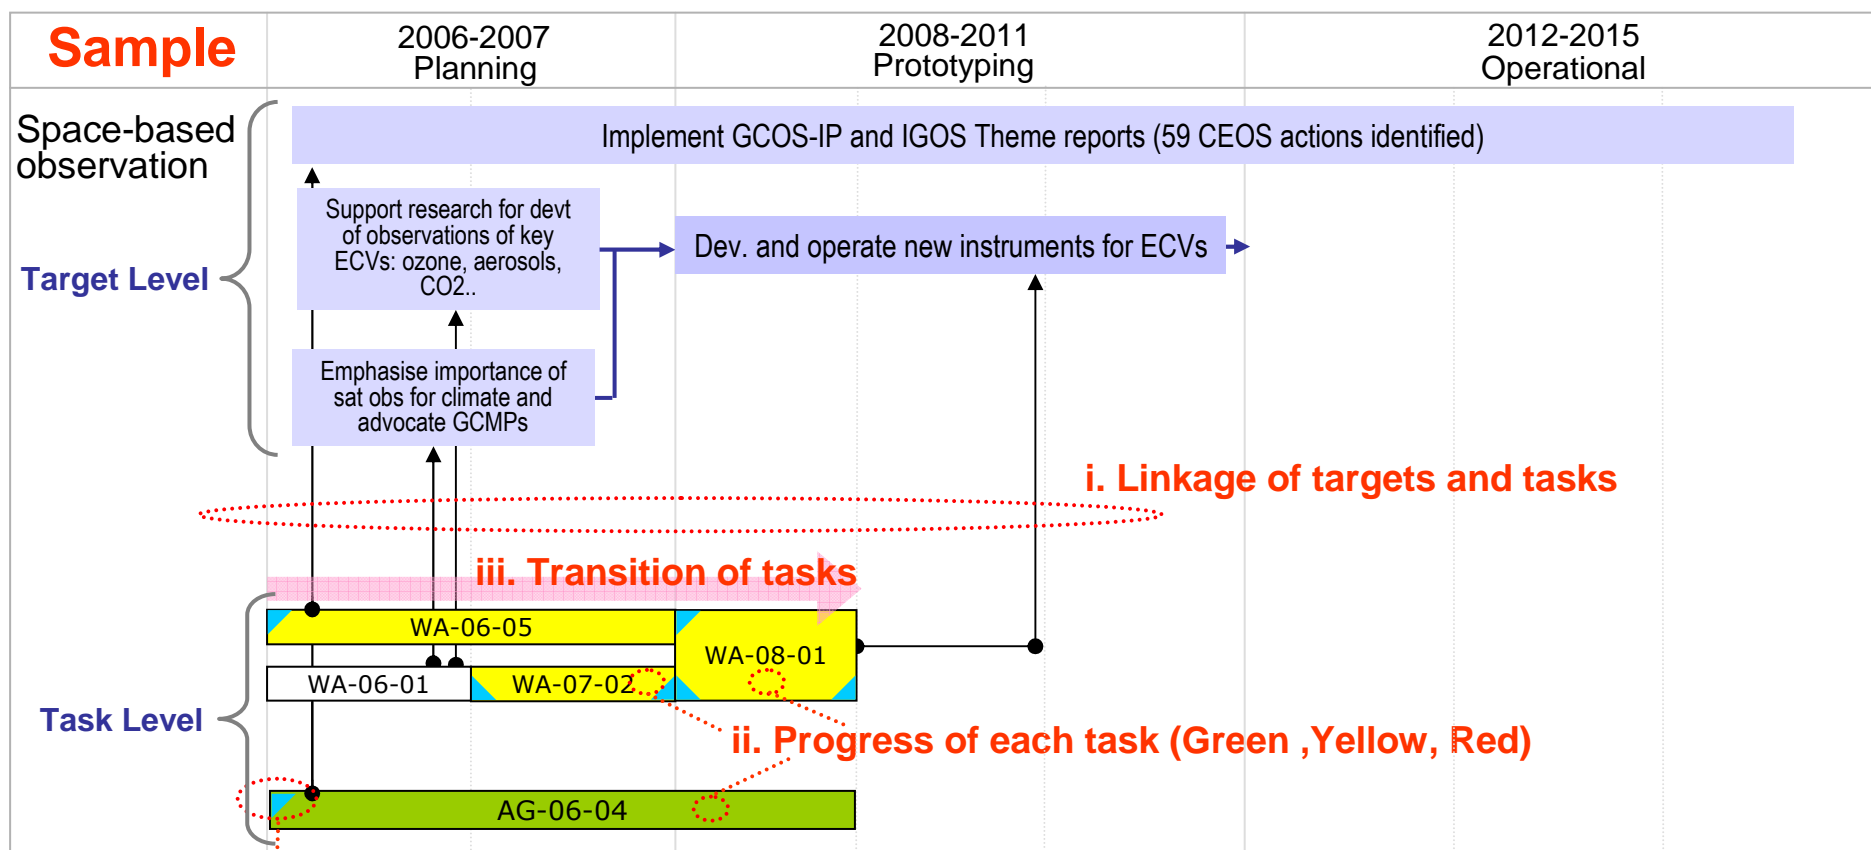 Sample
2006-2007
Planning
2008-2011
Prototyping
2012-2015
Operational
Space-based
observation
Implement GCOS-IP and IGOS Theme reports (59 CEOS actions identified)
Support research for devt
of observations of key
ECVs: ozone, aerosols,
CO2..
Dev. and operate new instruments for ECVs
Target Level
Emphasise importance of
sat obs for climate and
advocate GCMPs
i. Linkage of targets and tasks
iii. Transition of tasks
WA-06-05
WA-08-01
WA-06-01
WA-07-02
Task Level
ii. Progress of each task (Green ,Yellow, Red)
AG-06-04